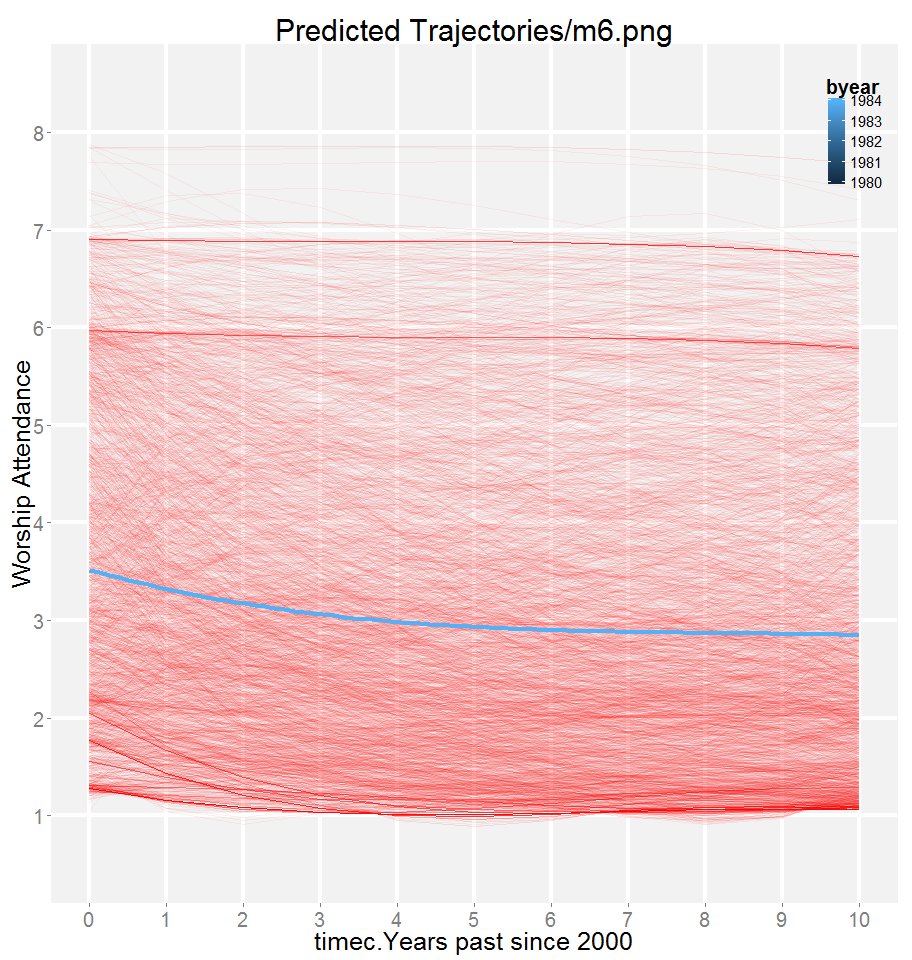 Predicted Trajectories/m6.png
byear
1984
1983
1982
1981
1980
Worship Attendance
8
7
6
5
4
3
2
1
0 1 2 3 4 5 6 7 8 9 10
timec.Years past since 2000